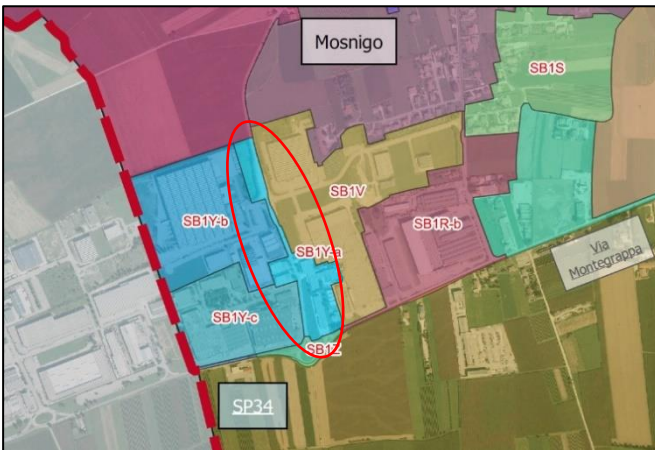 Mosnigo
SB1S
SB1V
SB1Y-b
SB1R-b
SB1Y-a
Via
Montegrappa
SB1Y-c
SB1Z
SP34